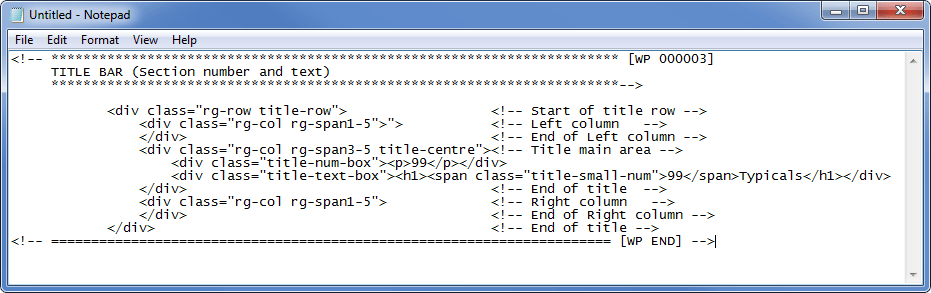 Untitled - Notepad
File Edit Format View Help
<!-- *********************************************************************** [WP 000003]
     TITLE BAR (Section number and text)
     ***********************************************************************-->

            <div class="rg-row title-row">                  <!-- Start of title row -->
                <div class="rg-col rg-span1-5">">           <!-- Left column   -->
                </div>                                      <!-- End of Left column -->
                <div class="rg-col rg-span3-5 title-centre"><!-- Title main area -->
                    <div class="title-num-box"><p>99</p></div>
                    <div class="title-text-box"><h1><span class="title-small-num">99</span>Typicals</h1></div>
                </div>                                      <!-- End of title  -->
                <div class="rg-col rg-span1-5">             <!-- Right column   -->
                </div>                                      <!-- End of Right column -->
            </div>                                          <!-- End of title -->
<!-- ====================================================================== [WP END] -->